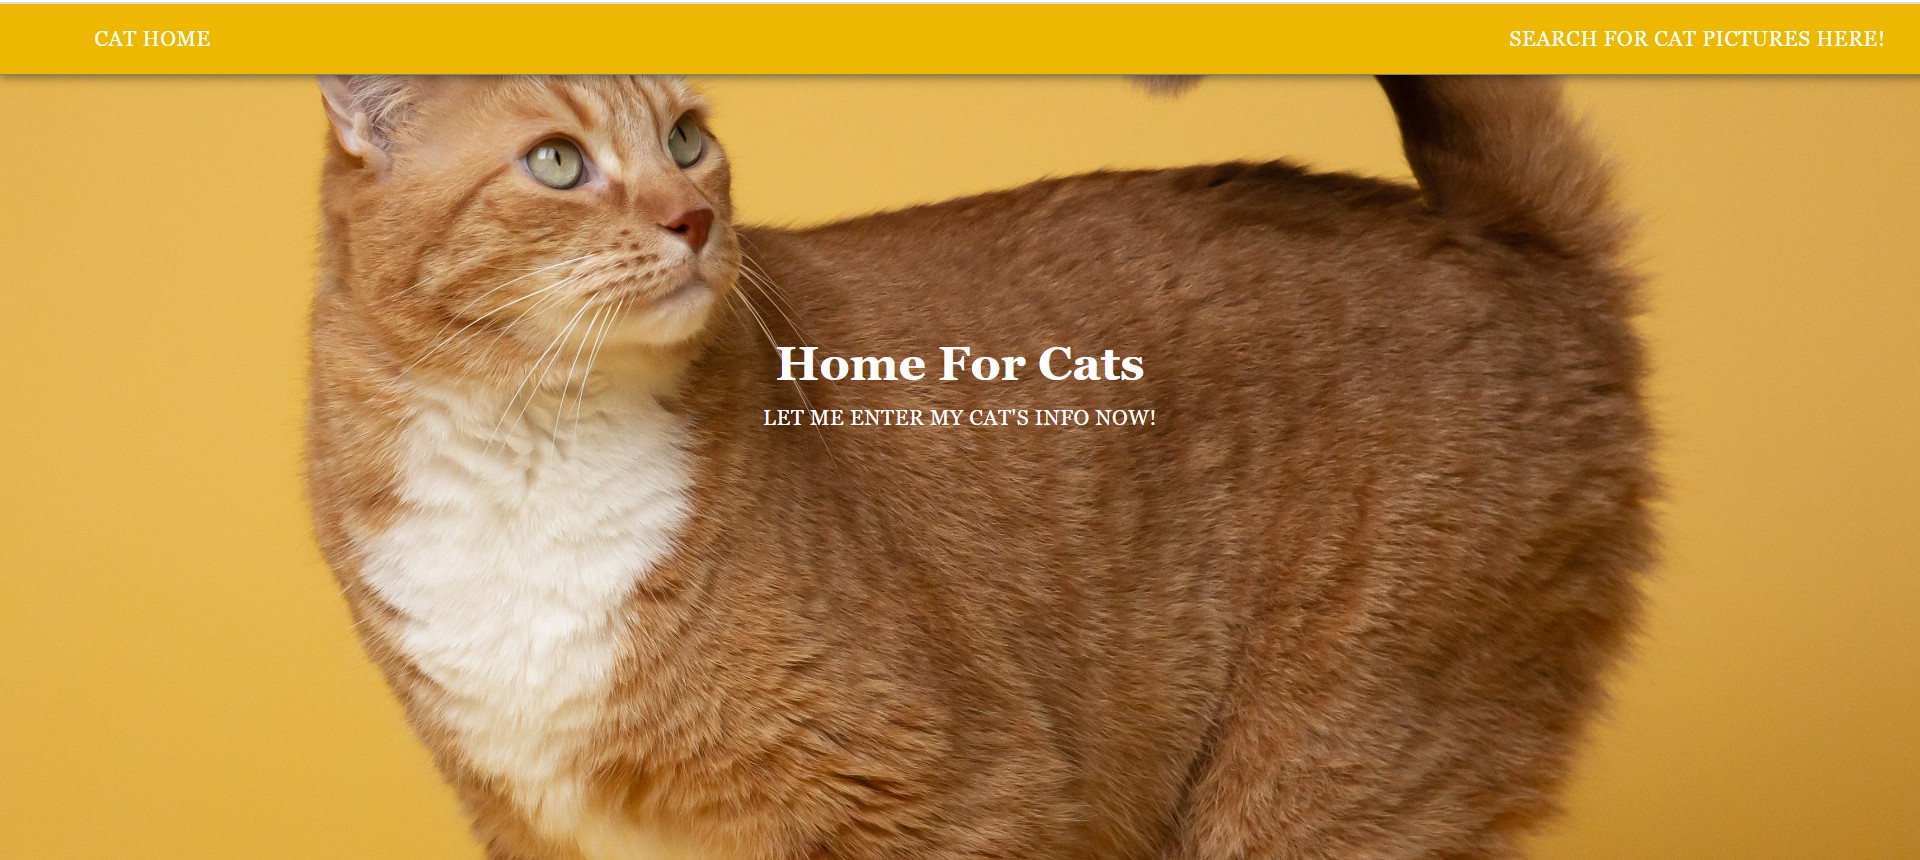 CAT HOME
SEARCH FOR CAT PICTURES HERE!
Home For Cats
LET ME ENTER MY CAT'S INFO NOW!